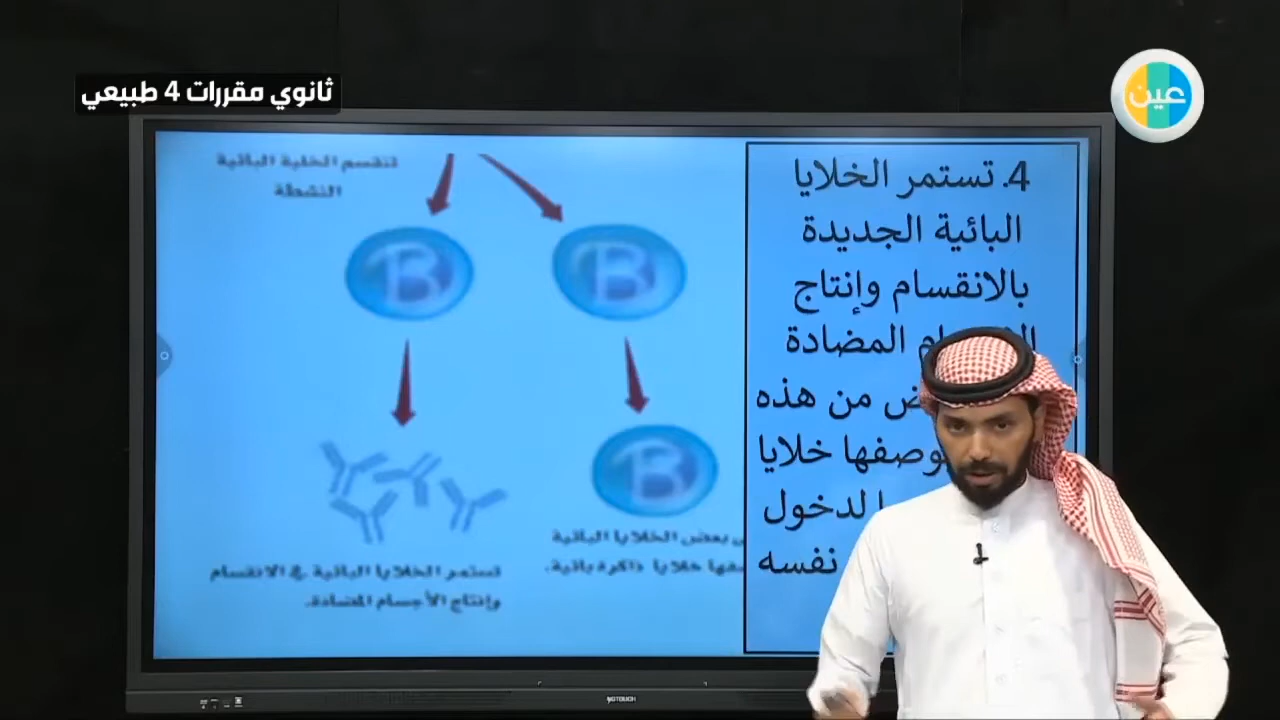 ثانوي مقررات 4 طبيعي
عين
4. تستمر الخلايا
البائية الجديدة
بالانقسام وإنتاج
المضادة
من هذه
خلايا
لدخول
نفسه
تنقسم الخلية البائية
النشطة
B
B
B
بعض الخلايا البائية
خلايا ذاكرة بائية.
تستمر الخلايا البائية في الانقسام
وإنتاج الأجسام المضادة.